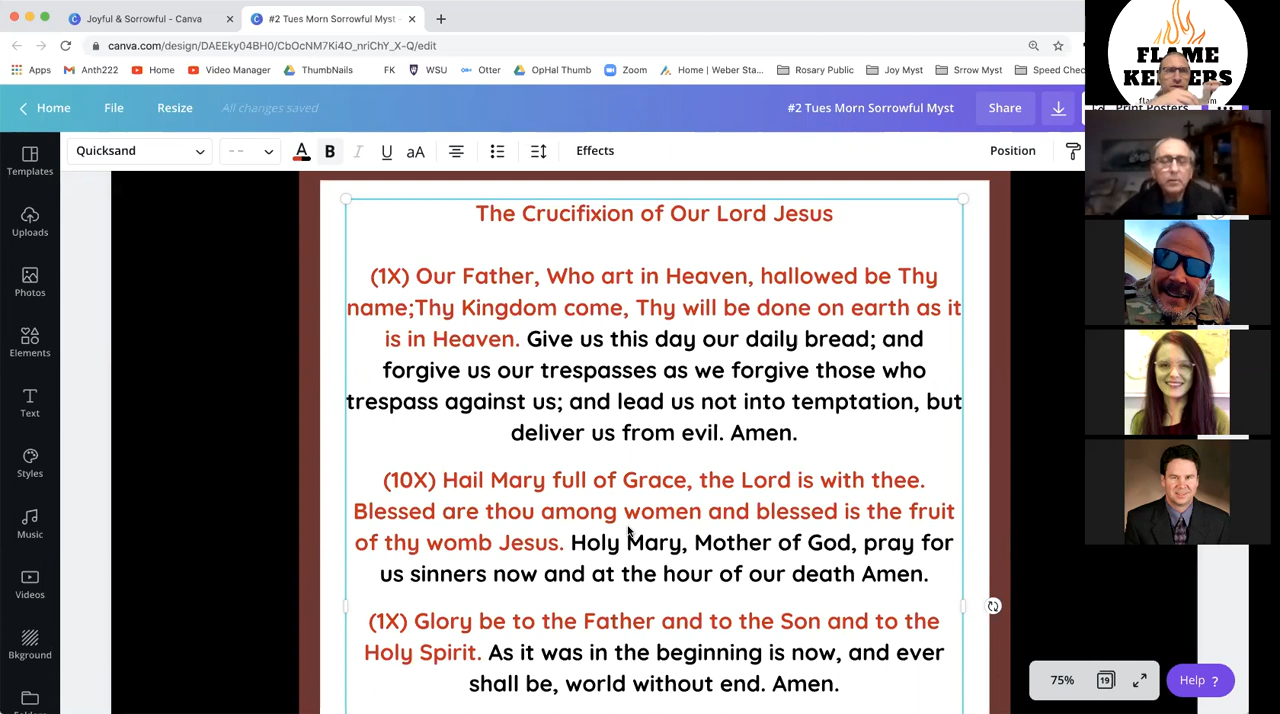 Joyful & Sorrowful - Canva
#2 Tues Morn Sorrowful Myst -
canva.com/design/DAEEky04BH0/CbOcNM7Ki4O_nriChY_X-Q/edit
Apps Anth222 Home Video Manager ThumbNails FK WSU Otter OpHal Thumb Zoom Home | Weber Sta... Rosary Public Joy Myst Srrow Myst Speed Chec
Home File Resize All changes saved #2 Tues Morn Sorrowful Myst Share
Print Posters
Quicksand -- A B I U aA Effects Position
Templates
Uploads
Photos
Elements
Text
Styles
Music
Videos
Bkground
The Crucifixion of Our Lord Jesus
(1X) Our Father, Who art in Heaven, hallowed be Thy
name;Thy Kingdom come, Thy will be done on earth as it
is in Heaven. Give us this day our daily bread; and
forgive us our trespasses as we forgive those who
trespass against us; and lead us not into temptation, but
deliver us from evil. Amen.
(10X) Hail Mary full of Grace, the Lord is with thee.
Blessed are thou among women and blessed is the fruit
of thy womb Jesus. Holy Mary, Mother of God, pray for
us sinners now and at the hour of our death Amen.
(1X) Glory be to the Father and to the Son and to the
Holy Spirit. As it was in the beginning is now, and ever
shall be, world without end. Amen.
75% 19 Help ?
FLAME